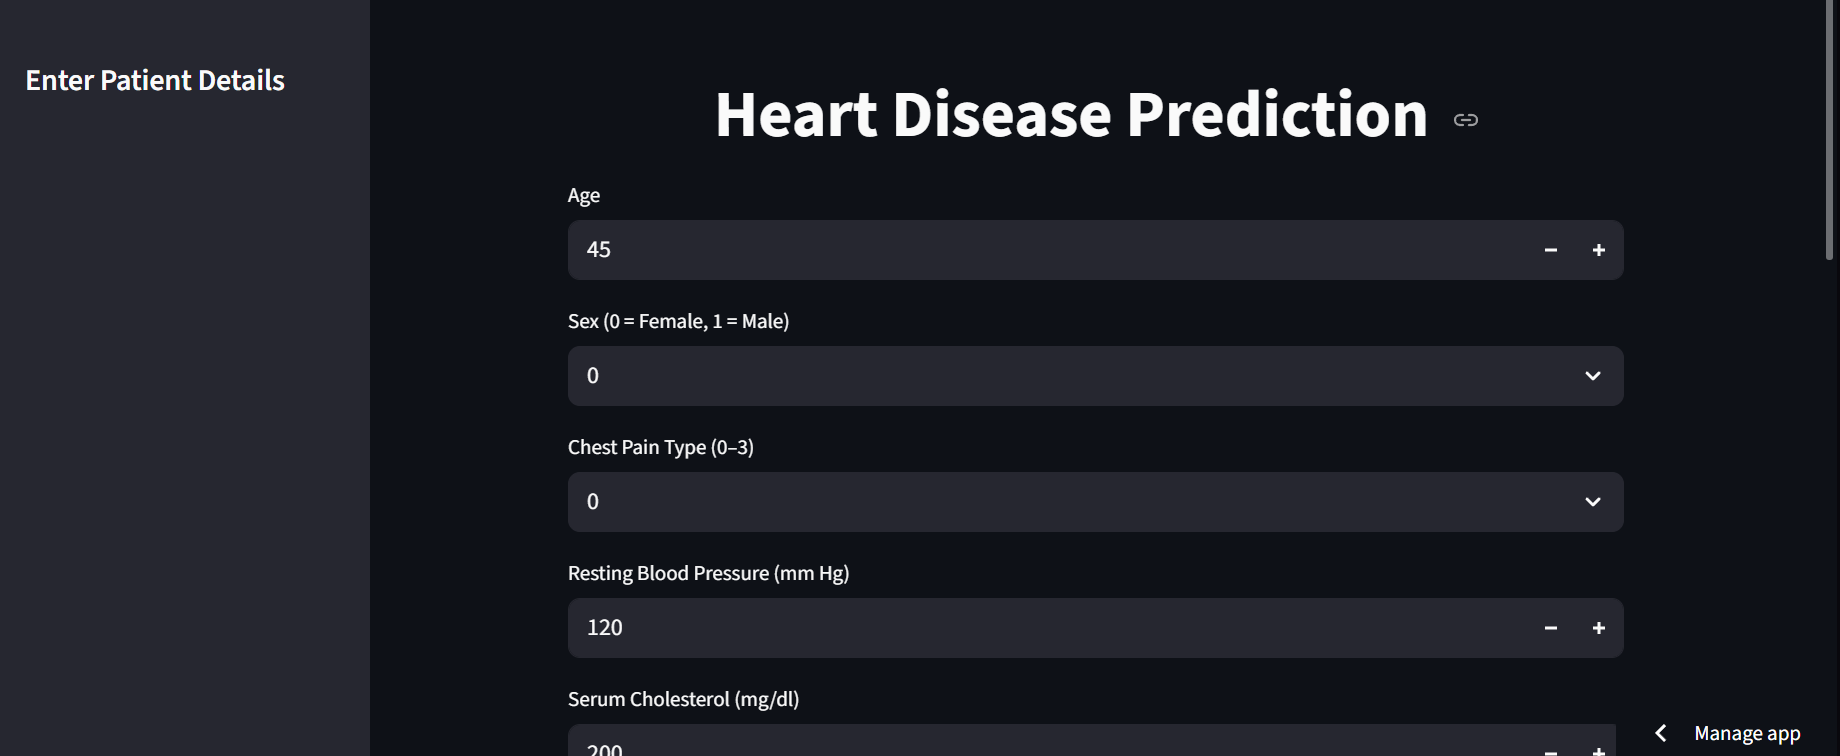 Enter Patient Details
Heart Disease Prediction
Age
45
Sex (0 = Female, 1 = Male)
0
Chest Pain Type (0–3)
0
Resting Blood Pressure (mm Hg)
120
Serum Cholesterol (mg/dl)
200
Manage app